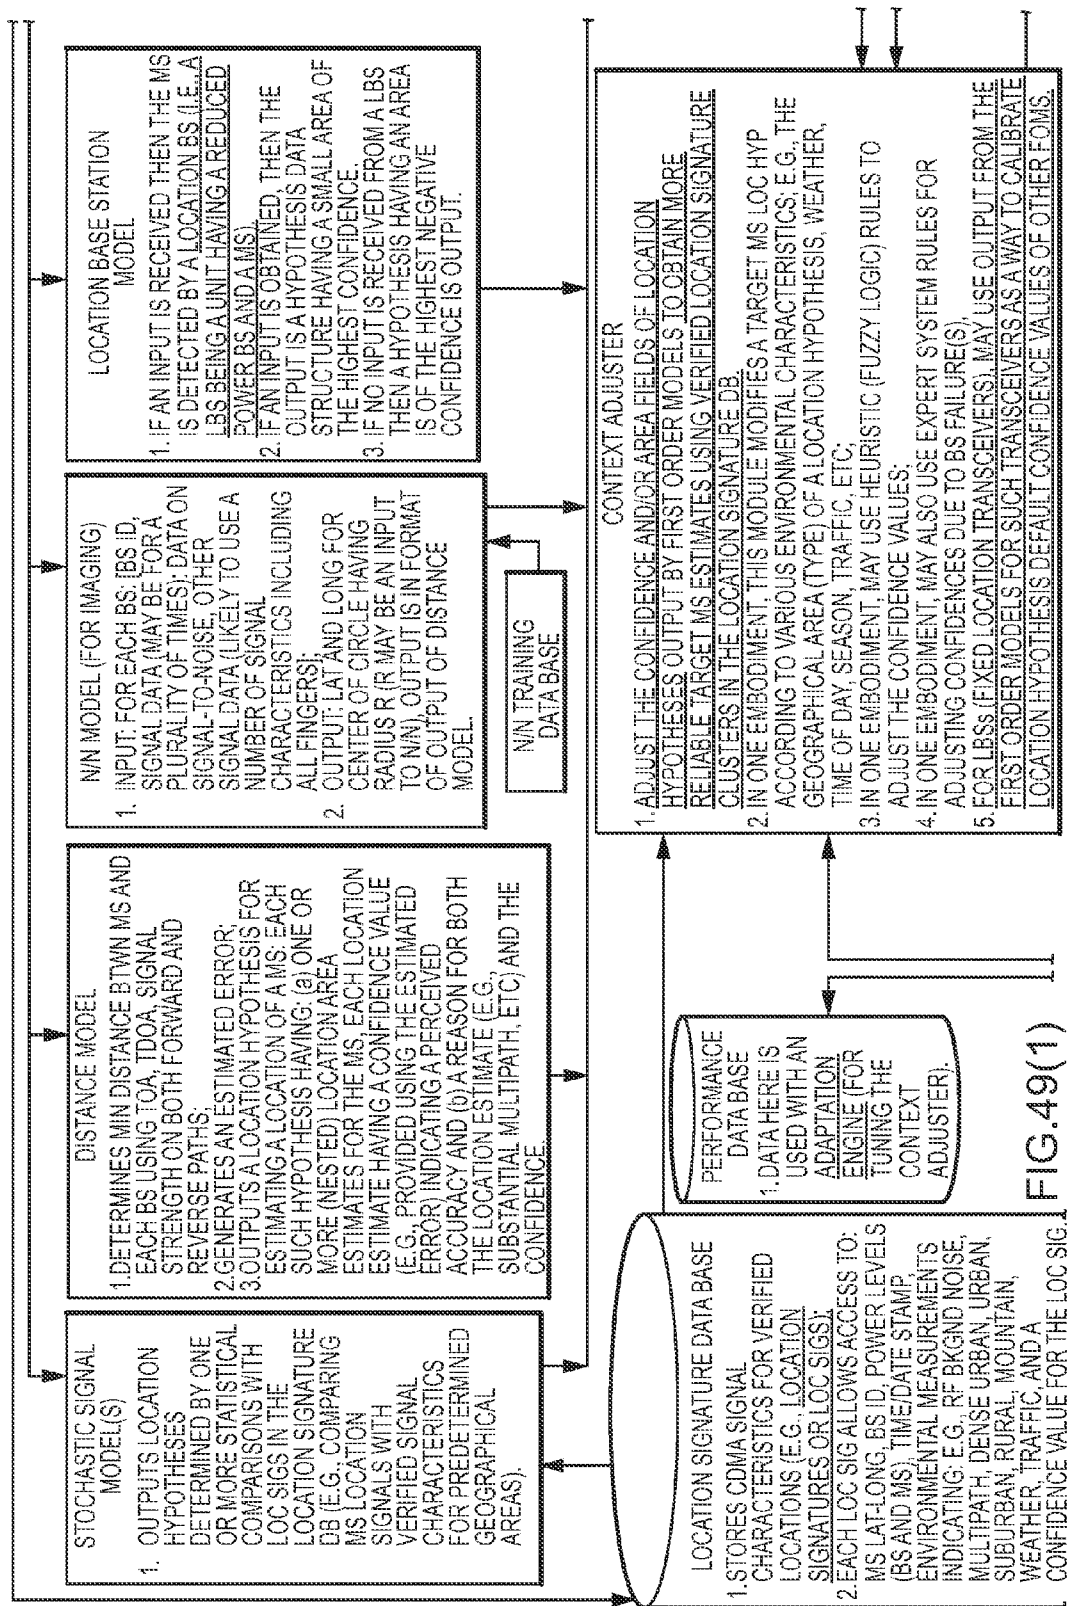 STOCHASTIC SIGNAL
MODEL(S)
1. OUTPUTS LOCATION
HYPOTHESES
DETERMINED BY ONE
OR MORE STATISTICAL
COMPARISONS WITH
LOC SIGS IN THE
LOCATION SIGNATURE
DB (E.G., COMPARING
MS LOCATION
SIGNALS WITH
VERIFIED SIGNAL
CHARACTERISTICS
FOR PREDETERMINED
GEOGRAPHICAL
AREAS).
DISTANCE MODEL
1. DETERMINES MIN DISTANCE BTWN MS AND
EACH BS USING TOA, TDOA, SIGNAL
STRENGTH ON BOTH FORWARD AND
REVERSE PATHS;
2. GENERATES AN ESTIMATED ERROR;
3. OUTPUTS A LOCATION HYPOTHESIS FOR
ESTIMATING A LOCATION OF A MS: EACH
SUCH HYPOTHESIS HAVING: (a) ONE OR
MORE (NESTED) LOCATION AREA
ESTIMATES FOR THE MS, EACH LOCATION
ESTIMATE HAVING A CONFIDENCE VALUE
(E.G., PROVIDED USING THE ESTIMATED
ERROR) INDICATING A PERCEIVED
ACCURACY AND (b) A REASON FOR BOTH
THE LOCATION ESTIMATE (E.G.,
SUBSTANTIAL MULTIPATH, ETC) AND THE
CONFIDENCE.
N/N MODEL (FOR IMAGING)
1. INPUT: FOR EACH BS: [BS ID,
SIGNAL DATA (MAY BE FOR A
PLURALITY OF TIMES); DATA ON
SIGNAL-TO-NOISE, OTHER
SIGNAL DATA (LIKELY TO USE A
NUMBER OF SIGNAL
CHARACTERISTICS INCLUDING
ALL FINGERS);
2. OUTPUT: LAT AND LONG FOR
CENTER OF CIRCLE HAVING
RADIUS R (R MAY BE AN INPUT
TO N/N), OUTPUT IS IN FORMAT
OF OUTPUT OF DISTANCE
MODEL.
N/N TRAINING
DATA BASE
LOCATION BASE STATION
MODEL
1. IF AN INPUT IS RECEIVED THEN THE MS
IS DETECTED BY A LOCATION BS (I.E., A
LBS BEING A UNIT HAVING A REDUCED
POWER BS AND A MS).
2. IF AN INPUT IS OBTAINED, THEN THE
OUTPUT IS A HYPOTHESIS DATA
STRUCTURE HAVING A SMALL AREA OF
THE HIGHEST CONFIDENCE.
3. IF NO INPUT IS RECEIVED FROM A LBS
THEN A HYPOTHESIS HAVING AN AREA
IS OF THE HIGHEST NEGATIVE
CONFIDENCE IS OUTPUT.
LOCATION SIGNATURE DATA BASE
1. STORES CDMA SIGNAL
CHARACTERISTICS FOR VERIFIED
LOCATIONS (E.G., LOCATION
SIGNATURES OR LOC SIGS);
2. EACH LOC SIG ALLOWS ACCESS TO:
MS LAT-LONG, BS ID, POWER LEVELS
(BS AND MS), TIME/DATE STAMP,
ENVIRONMENTAL MEASUREMENTS
INDICATING: E.G., RF BKGND NOISE,
MULTIPATH, DENSE URBAN, URBAN,
SUBURBAN, RURAL, MOUNTAIN,
WEATHER, TRAFFIC, AND A
CONFIDENCE VALUE FOR THE LOC SIG.
PERFORMANCE
DATA BASE
1. DATA HERE IS
USED WITH AN
ADAPTATION
ENGINE (FOR
TUNING THE
CONTEXT
ADJUSTER).
CONTEXT ADJUSTER
1. ADJUST THE CONFIDENCE AND/OR AREA FIELDS OF LOCATION
HYPOTHESES OUTPUT BY FIRST ORDER MODELS TO OBTAIN MORE
RELIABLE TARGET MS ESTIMATES USING VERIFIED LOCATION SIGNATURE
CLUSTERS IN THE LOCATION SIGNATURE DB.
2. IN ONE EMBODIMENT, THIS MODULE MODIFIES A TARGET MS LOC HYP
ACCORDING TO VARIOUS ENVIRONMENTAL CHARACTERISTICS; E.G., THE
GEOGRAPHICAL AREA (TYPE) OF A LOCATION HYPOTHESIS, WEATHER,
TIME OF DAY, SEASON, TRAFFIC, ETC;
3. IN ONE EMBODIMENT, MAY USE HEURISTIC (FUZZY LOGIC) RULES TO
ADJUST THE CONFIDENCE VALUES;
4. IN ONE EMBODIMENT, MAY ALSO USE EXPERT SYSTEM RULES FOR
ADJUSTING CONFIDENCES DUE TO BS FAILURE(S),
5. FOR LBSs (FIXED LOCATION TRANSCEIVERS), MAY USE OUTPUT FROM THE
FIRST ORDER MODELS FOR SUCH TRANSCEIVERS AS A WAY TO CALIBRATE
LOCATION HYPOTHESIS DEFAULT CONFIDENCE VALUES OF OTHER FOMS.
FIG.49(1)